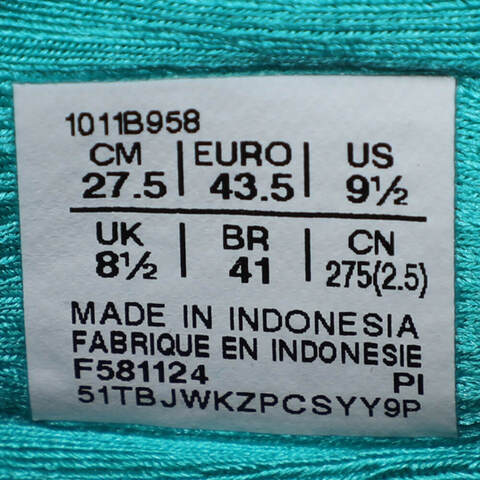 1011B958
CM | EURO | US
27.5 | 43.5 | 9½
UK | BR | CN
8½ | 41 | 275(2.5)
MADE IN INDONESIA
FABRIQUE EN INDONESIE
F581124 PI
51TBJWKZPCSYY9P